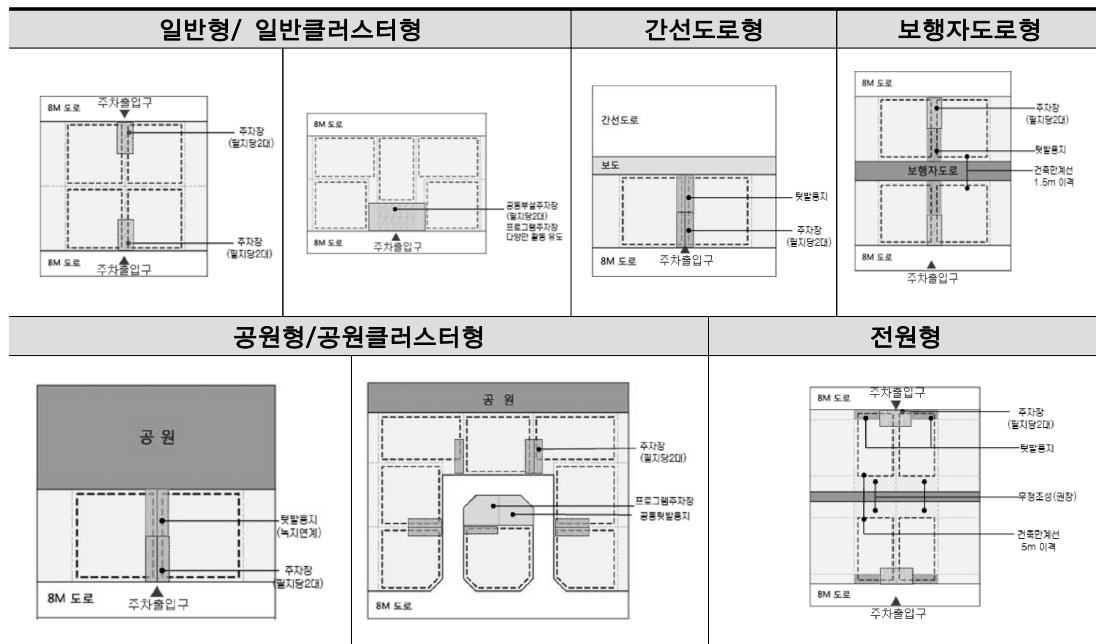 일반형/ 일반클러스터형
간선도로형
보행자도로형
8M 도로
주차출입구
주차장
(필지당2대)
주차장
(필지당2대)
8M 도로
주차출입구
8M 도로
공동부설주차장
(필지당2대)
프로그램주차장
다양한 활동 유도
8M 도로
주차출입구
간선도로
보도
텃밭용지
주차장
(필지당2대)
8M 도로
주차출입구
8M 도로
주차장
(필지당2대)
텃밭용지
보행자도로
건축한계선
1.5m 이격
8M 도로
주차출입구
공원형/공원클러스터형
전원형
공 원
텃밭용지
(녹지연계)
주차장
(필지당2대)
8M 도로
주차출입구
공 원
주차장
(필지당2대)
프로그램주차장
공동텃밭용지
8M 도로
8M 도로
주차출입구
주차장
(필지당2대)
텃밭용지
우정조성(권장)
건축한계선
5m 이격
8M 도로
주차출입구